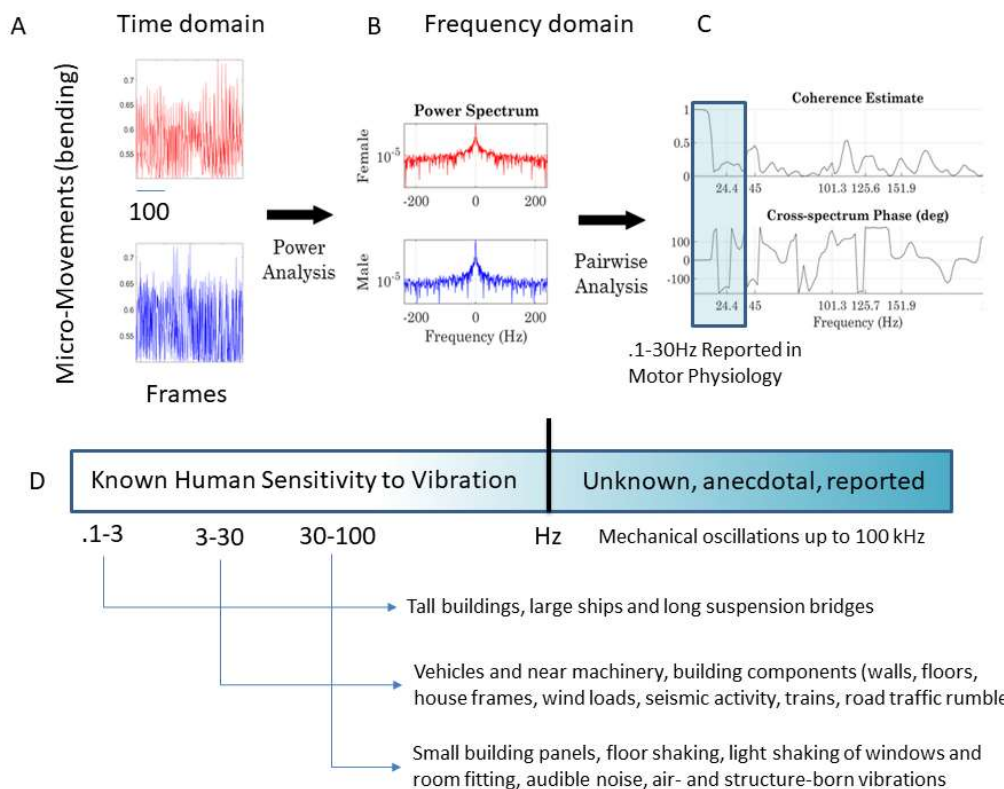 A
Time domain
B
Frequency domain
C
Micro-Movements (bending)
0.7
0.65
0.6
0.55
100
0.7
0.65
0.6
0.55
Frames
Power
Analysis
Power Spectrum
Female
10^-5
-200
0
200
Male
10^-5
-200
0
200
Frequency (Hz)
Pairwise
Analysis
Coherence Estimate
1
0.5
0
24.4
45
101.3
125.6
151.9
Cross-spectrum Phase (deg)
100
0
-100
24.4
45
101.3
125.7
151.9
Frequency (Hz)
.1-30Hz Reported in
Motor Physiology
D
Known Human Sensitivity to Vibration
Unknown, anecdotal, reported
.1-3
3-30
30-100
Hz
Mechanical oscillations up to 100 kHz
Tall buildings, large ships and long suspension bridges
Vehicles and near machinery, building components (walls, floors,
house frames, wind loads, seismic activity, trains, road traffic rumble
Small building panels, floor shaking, light shaking of windows and
room fitting, audible noise, air- and structure-born vibrations